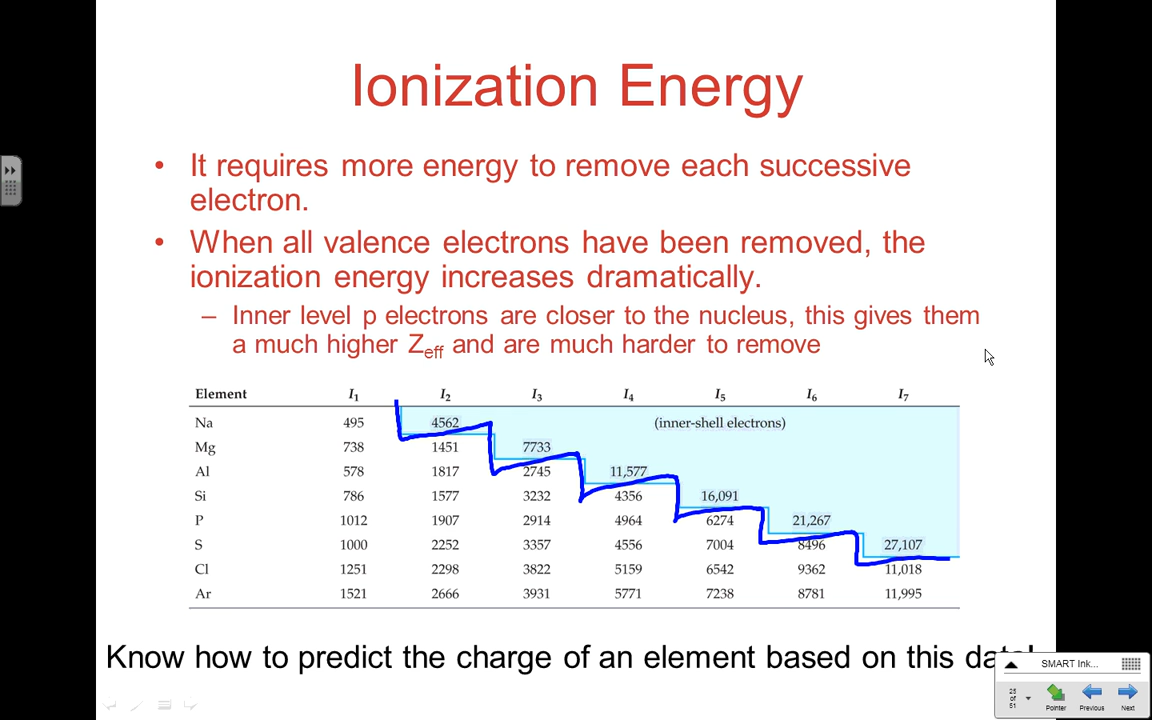 Ionization Energy
• It requires more energy to remove each successive
electron.
• When all valence electrons have been removed, the
ionization energy increases dramatically.
– Inner level p electrons are closer to the nucleus, this gives them
a much higher Zeff and are much harder to remove
Element I1 I2 I3 I4 I5 I6 I7
Na 495 4562 (inner-shell electrons)
Mg 738 1451 7733
Al 578 1817 2745 11,577
Si 786 1577 3232 4356 16,091
P 1012 1907 2914 4964 6274 21,267
S 1000 2252 3357 4556 7004 8496 27,107
Cl 1251 2298 3822 5159 6542 9362 11,018
Ar 1521 2666 3931 5771 7238 8781 11,995
Know how to predict the charge of an element based on this data!
SMART Ink...
25
of
51
Pointer Previous Next